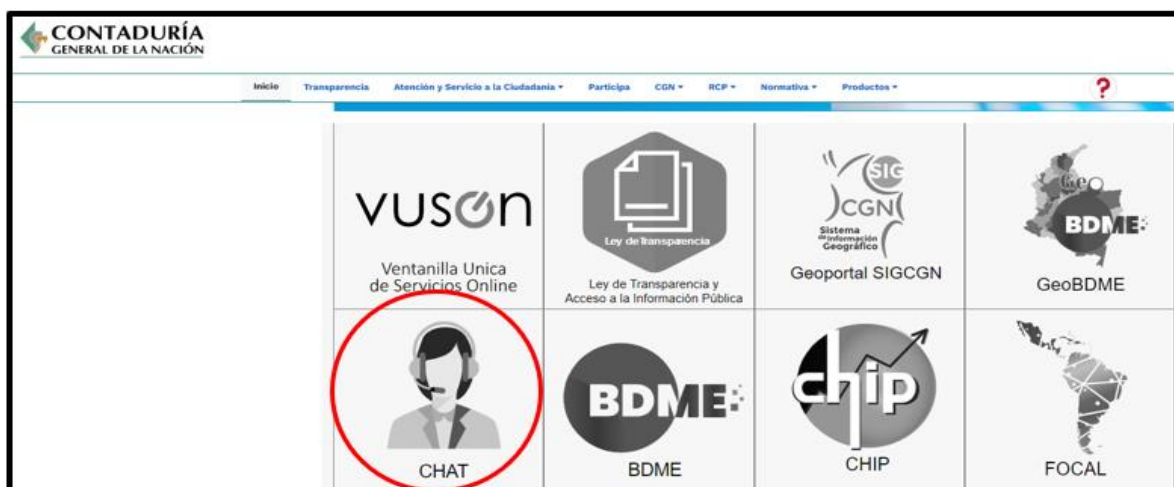 CONTADURÍA
GENERAL DE LA NACIÓN
Inicio Transparencia Atención y Servicio a la Ciudadanía Participa CGN RCP Normativa Productos ?
vuson
Ventanilla Unica
de Servicios Online
Ley de Transparencia
Ley de Transparencia y
Acceso a la Información Pública
SIG
CGN
Sistema
de Información
Geográfico
Geoportal SIGCGN
Geo
BDME
GeoBDME
CHAT
BDME
BDME
chip
CHIP
FOCAL